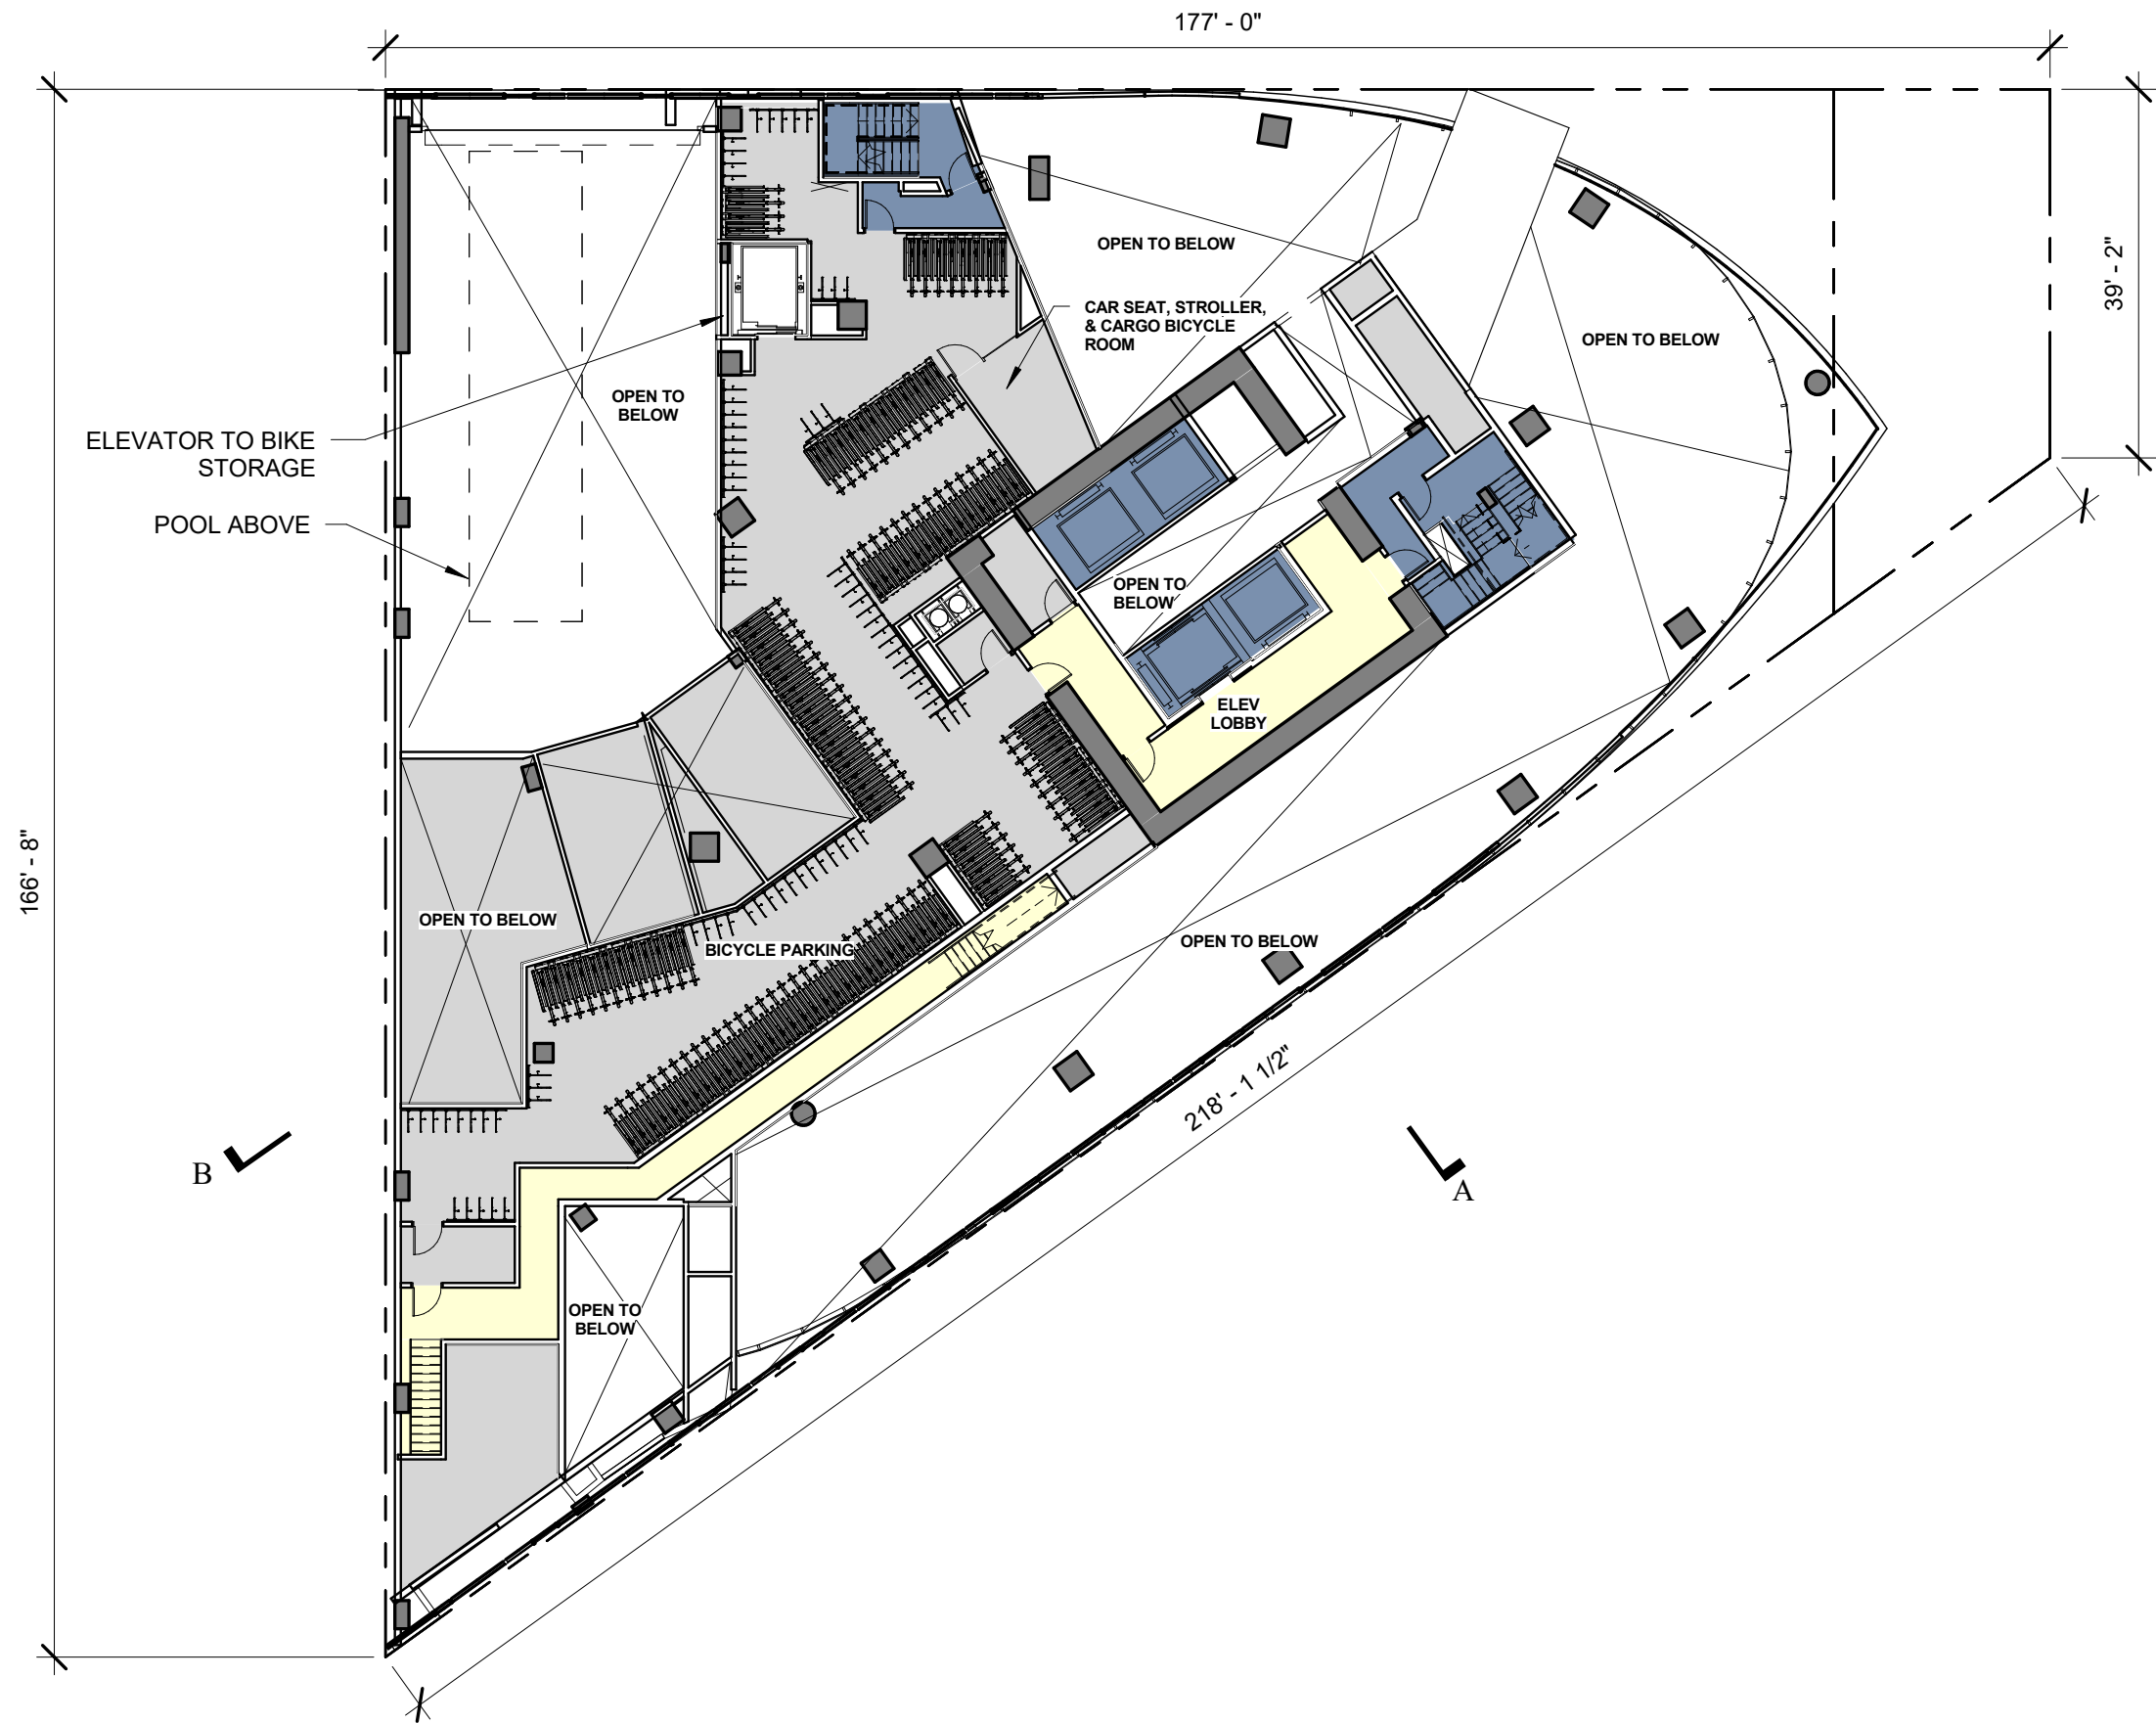 177' - 0"
39' - 2"
OPEN TO BELOW
CAR SEAT, STROLLER,
& CARGO BICYCLE
ROOM
OPEN TO BELOW
OPEN TO
BELOW
ELEVATOR TO BIKE
STORAGE
POOL ABOVE
OPEN TO
BELOW
ELEV
LOBBY
166' - 8"
OPEN TO BELOW
BICYCLE PARKING
OPEN TO BELOW
218' - 1 1/2"
B
A
OPEN TO
BELOW